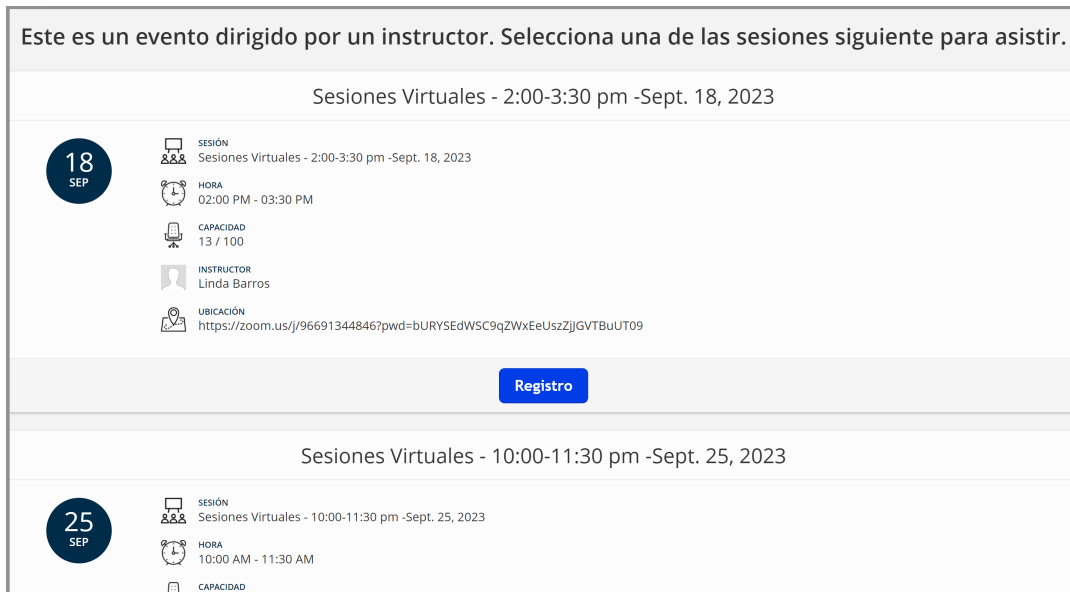 Este es un evento dirigido por un instructor. Selecciona una de las sesiones siguiente para asistir.
Sesiones Virtuales - 2:00-3:30 pm -Sept. 18, 2023
18
SEP
SESIÓN
Sesiones Virtuales - 2:00-3:30 pm -Sept. 18, 2023
HORA
02:00 PM - 03:30 PM
CAPACIDAD
13 / 100
INSTRUCTOR
Linda Barros
UBICACIÓN
https://zoom.us/j/96691344846?pwd=bURYSEdWSC9qZWxEeUszZjJGVTBuUT09
Registro
Sesiones Virtuales - 10:00-11:30 pm -Sept. 25, 2023
25
SEP
SESIÓN
Sesiones Virtuales - 10:00-11:30 pm -Sept. 25, 2023
HORA
10:00 AM - 11:30 AM
CAPACIDAD